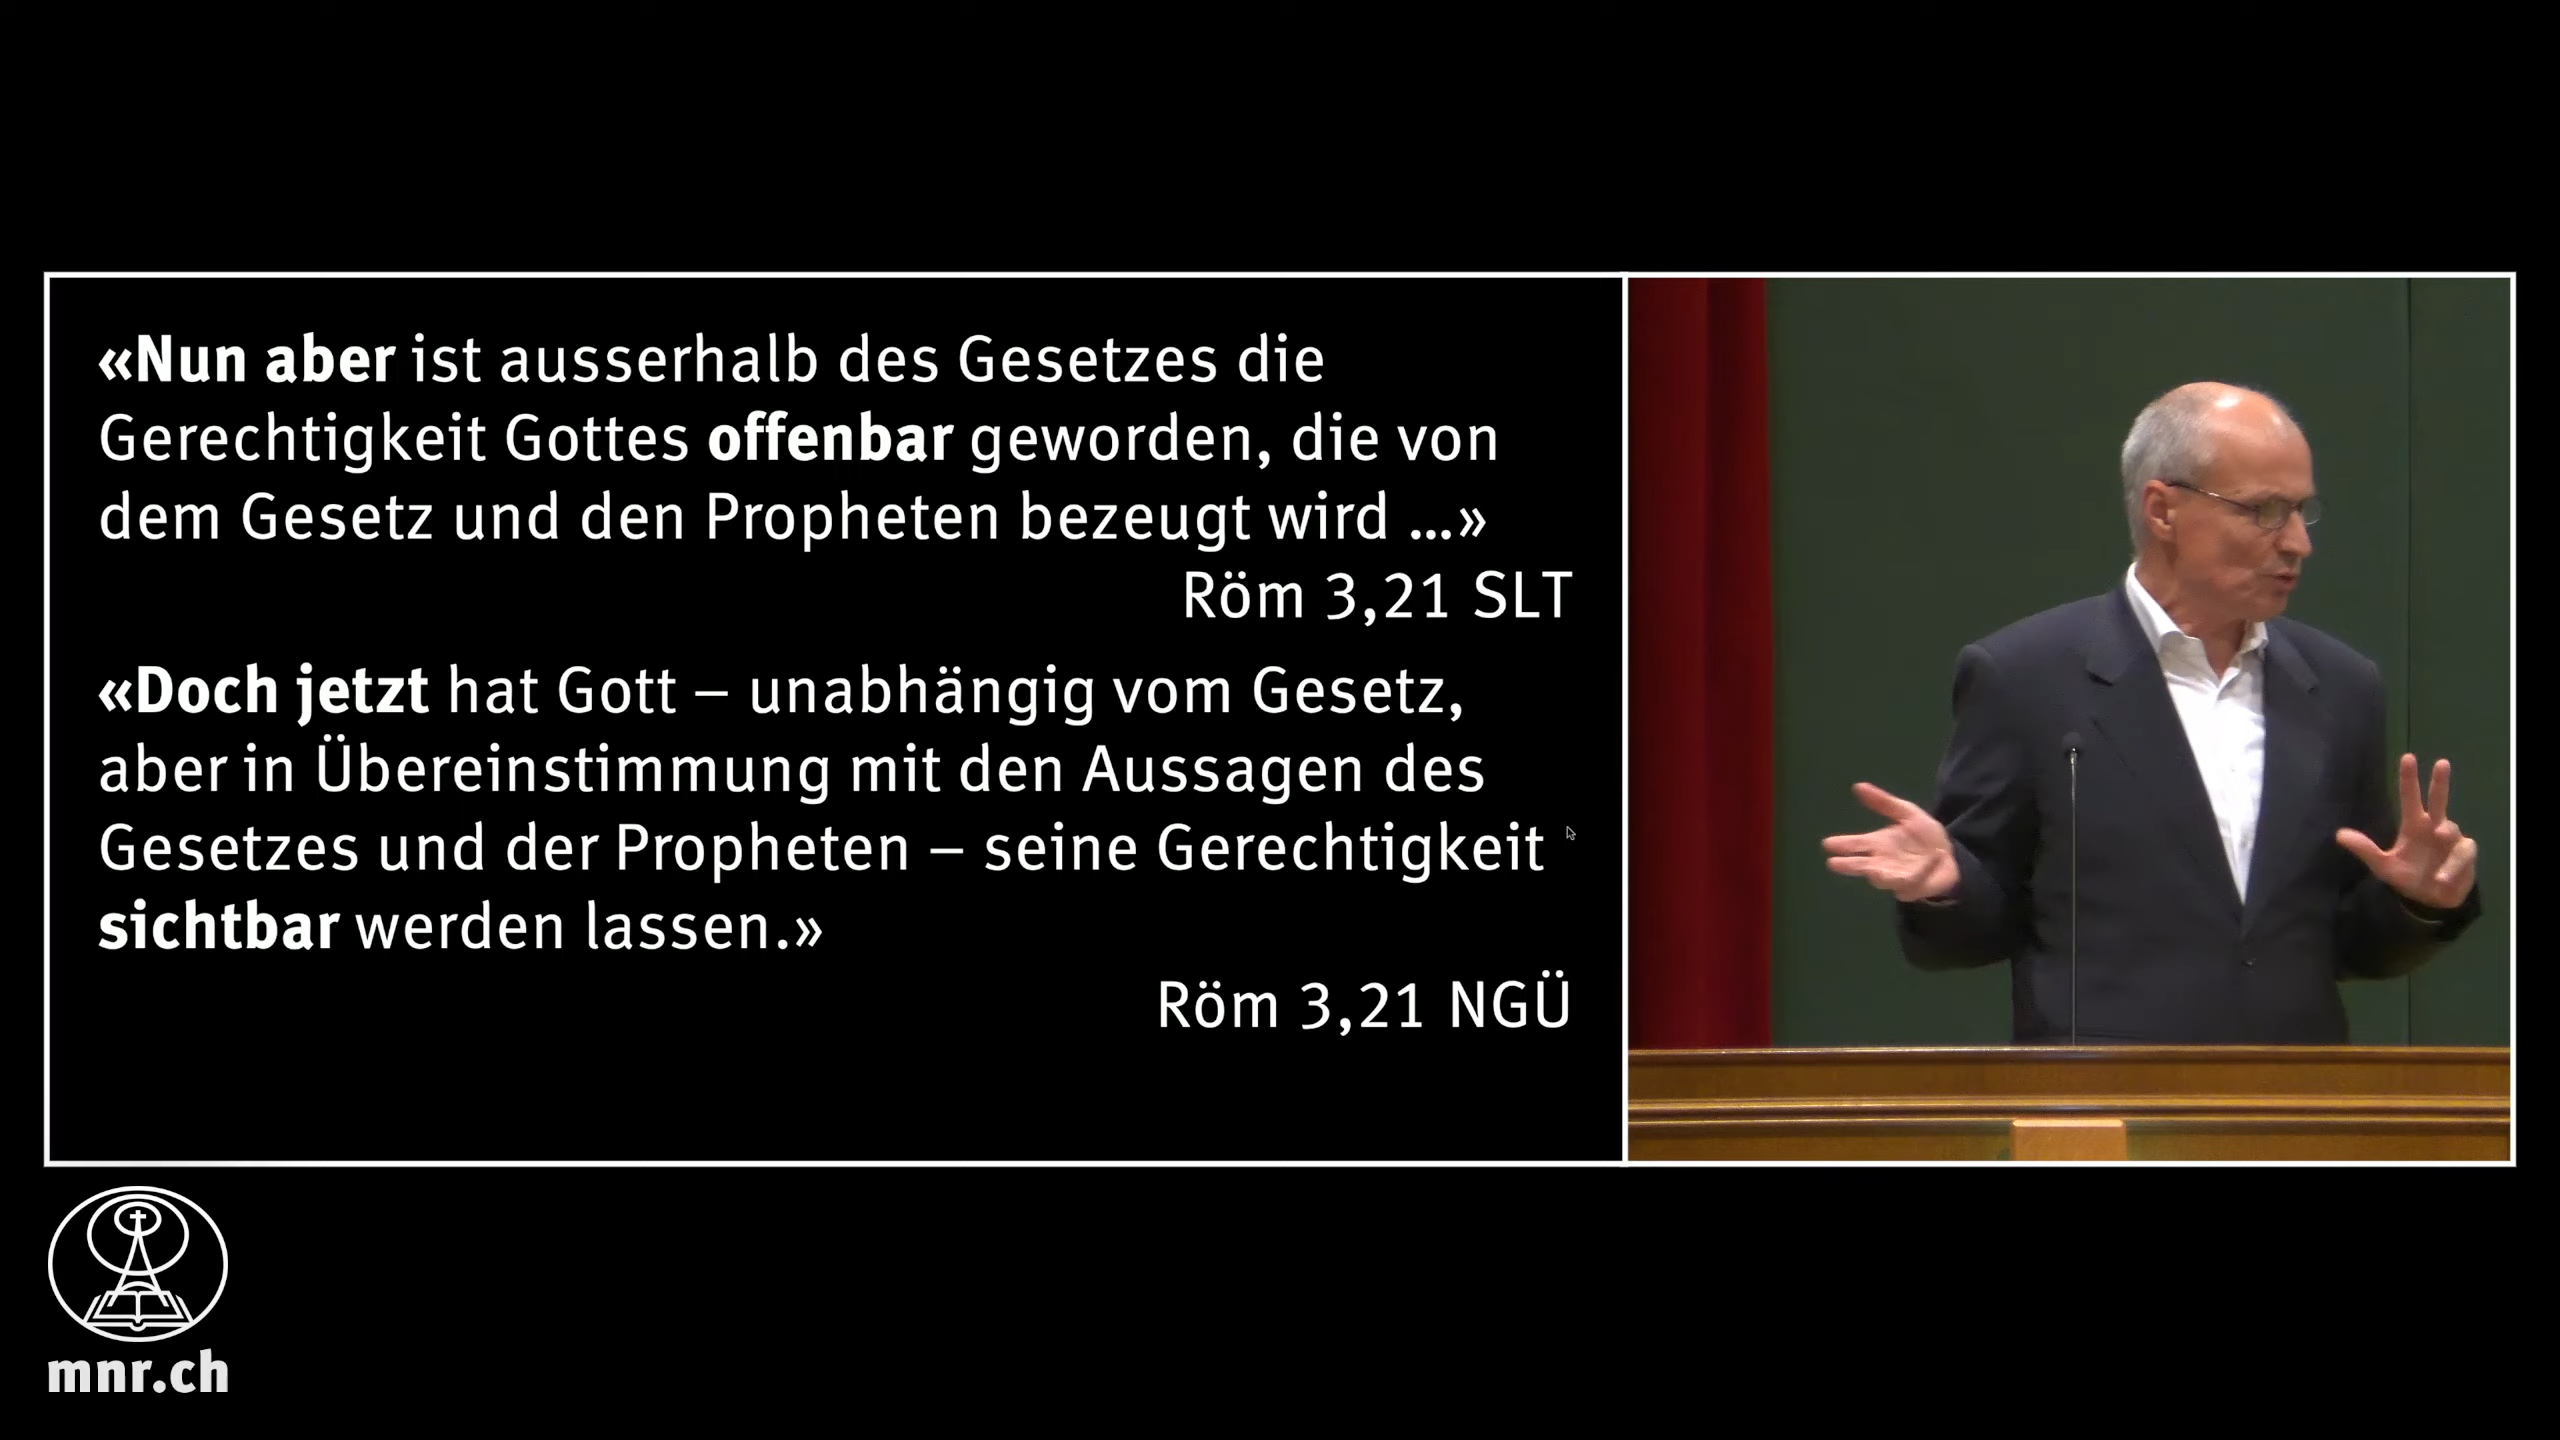 «Nun aber ist ausserhalb des Gesetzes die
Gerechtigkeit Gottes offenbar geworden, die von
dem Gesetz und den Propheten bezeugt wird ...»
Röm 3,21 SLT
«Doch jetzt hat Gott – unabhängig vom Gesetz,
aber in Übereinstimmung mit den Aussagen des
Gesetzes und der Propheten – seine Gerechtigkeit
sichtbar werden lassen.»
Röm 3,21 NGÜ
mnr.ch